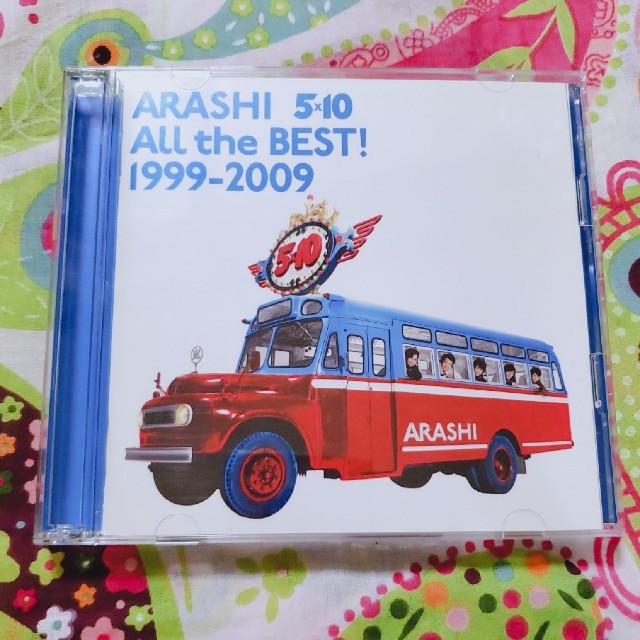 ARASHI 5×10
All the BEST!
1999-2009
5×10
ARASHI